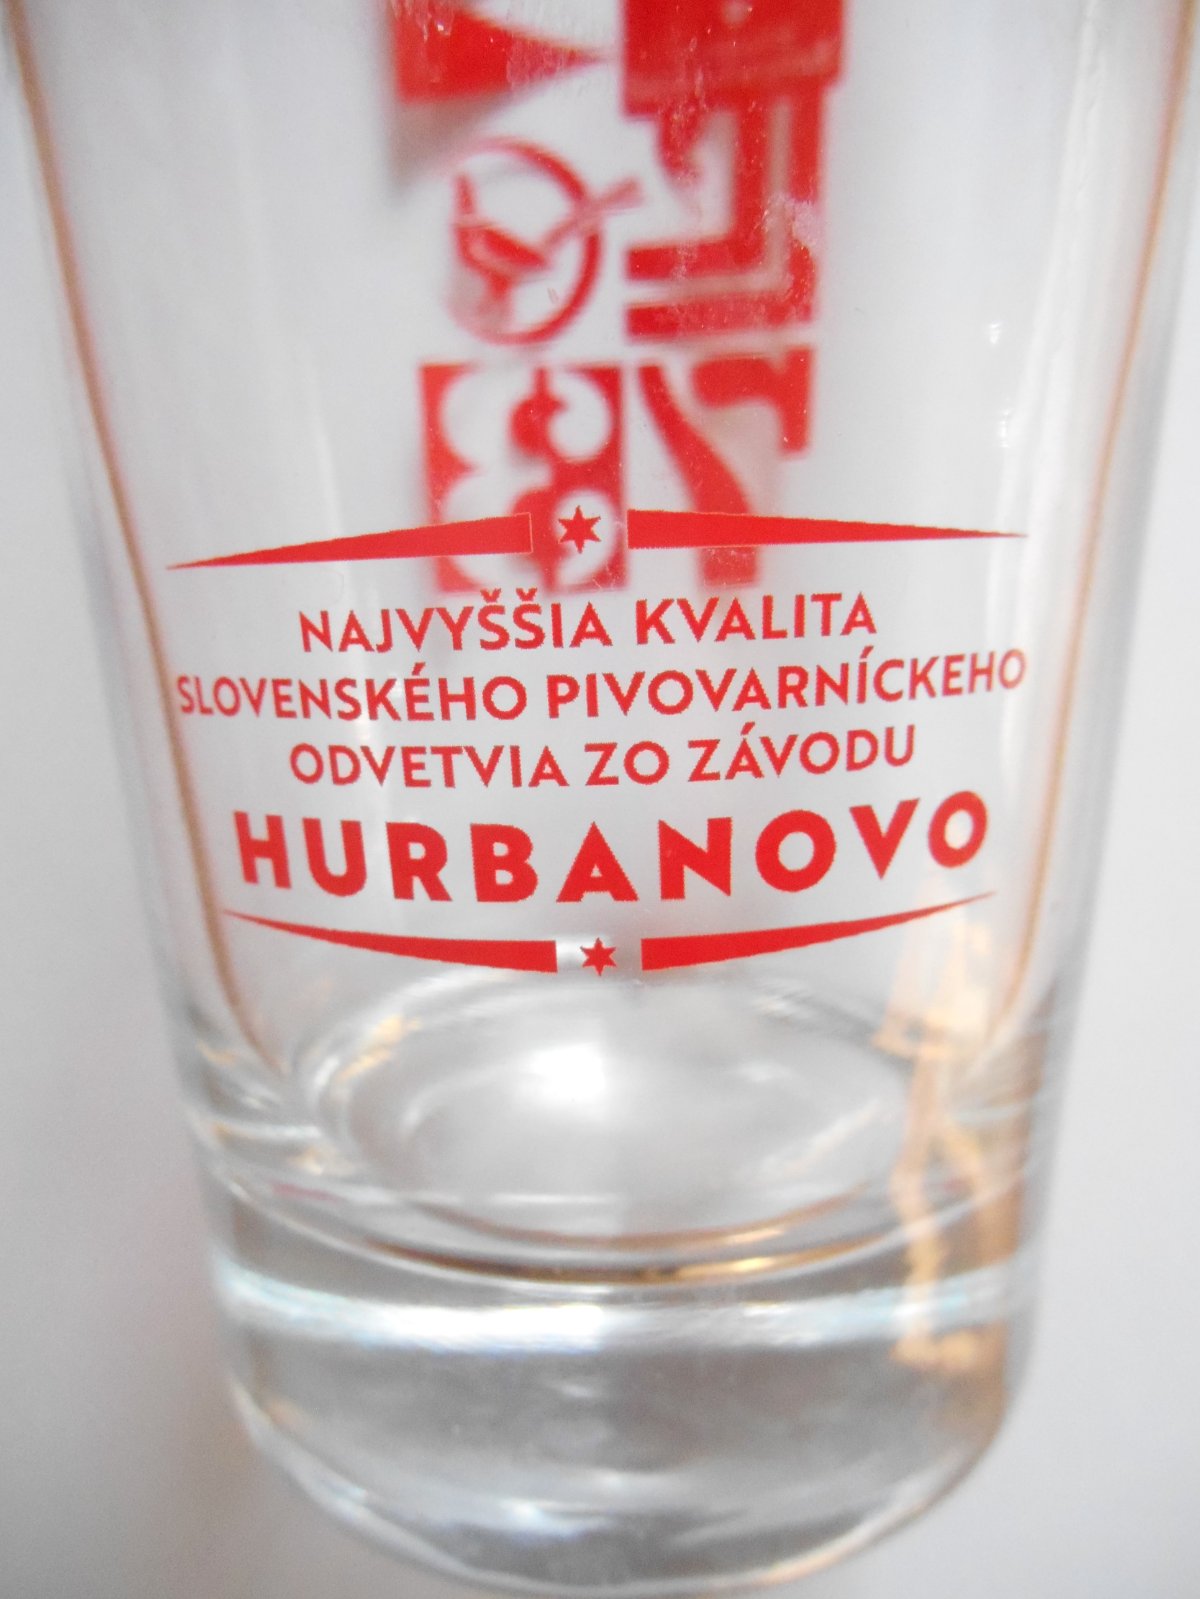 NAJVYŠŠIA KVALITA
SLOVENSKÉHO PIVOVARNÍCKEHO
ODVETVIA ZO ZÁVODU
HURBANOVO